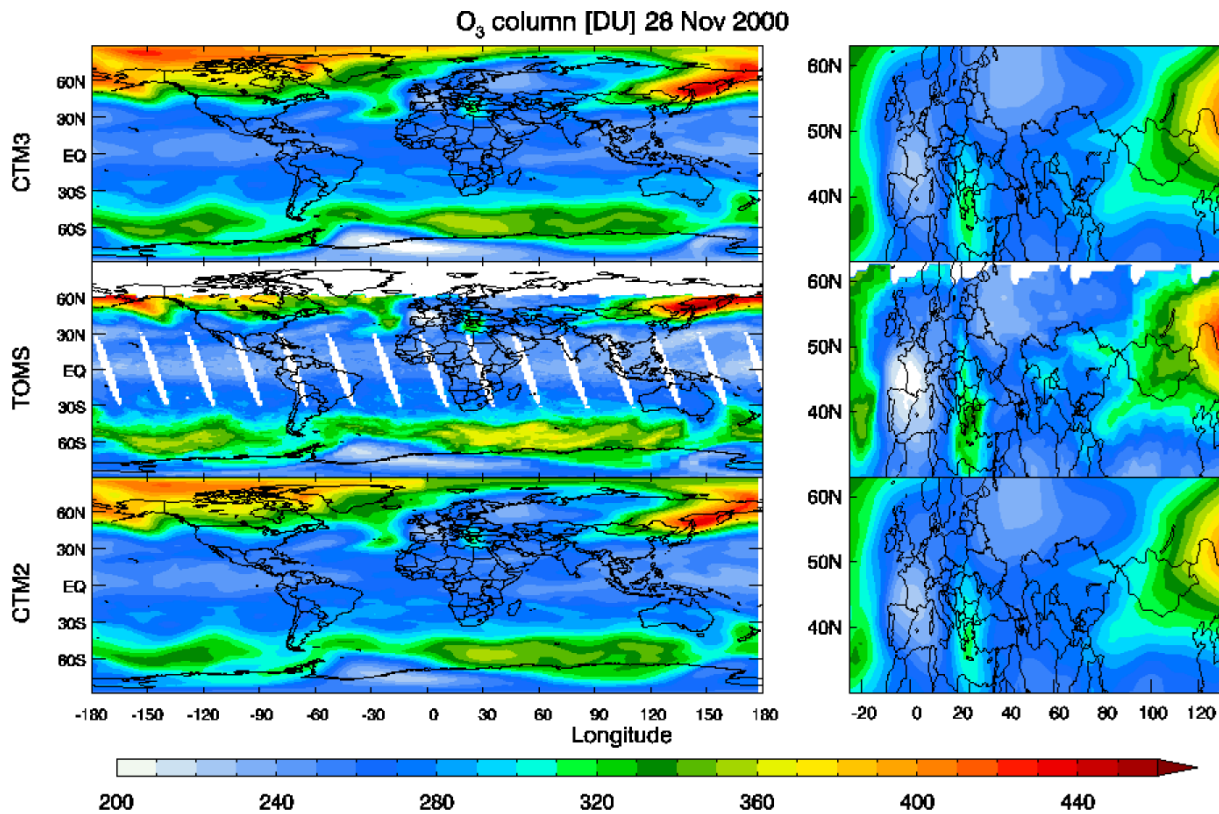 O3 column [DU] 28 Nov 2000
CTM3
60N
30N
EQ
30S
60S
60N
50N
40N
TOMS
60N
30N
EQ
30S
60S
60N
50N
40N
CTM2
60N
30N
EQ
30S
60S
60N
50N
40N
-180 -150 -120 -90 -60 -30 0 30 60 90 120 150 180
-20 0 20 40 60 80 100 120
Longitude
200 240 280 320 360 400 440